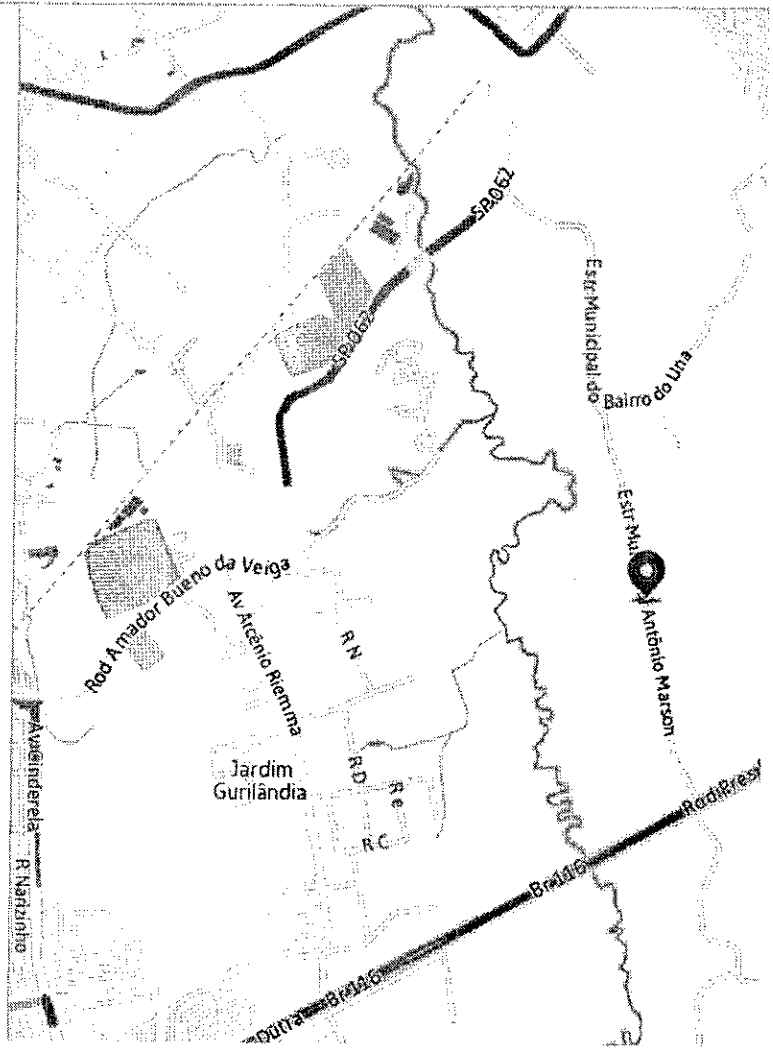 SP.062
Estr Municipal do
SP.062
Bairro do Una
Estr Mu
Rod Amador Bueno da Veiga
Av Arcênio Riemma
R N
Antônio Marson
Av Cinderela
Jardim
Gurilândia
R D
R e
R C
Rod Pres
R Narizinho
Br-116
Br-116
Dutra